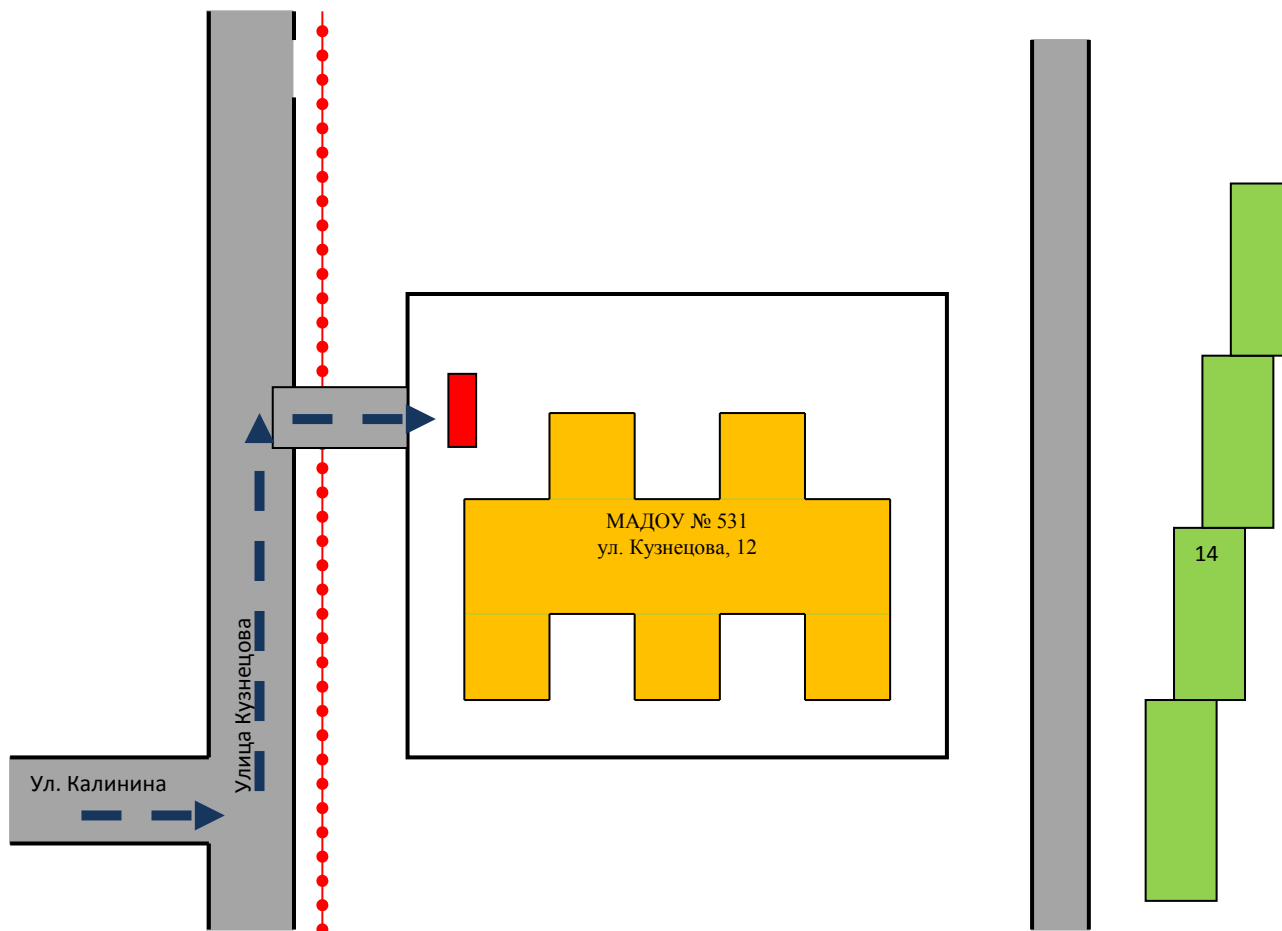 МАДОУ № 531
ул. Кузнецова, 12
14
Улица Кузнецова
Ул. Калинина